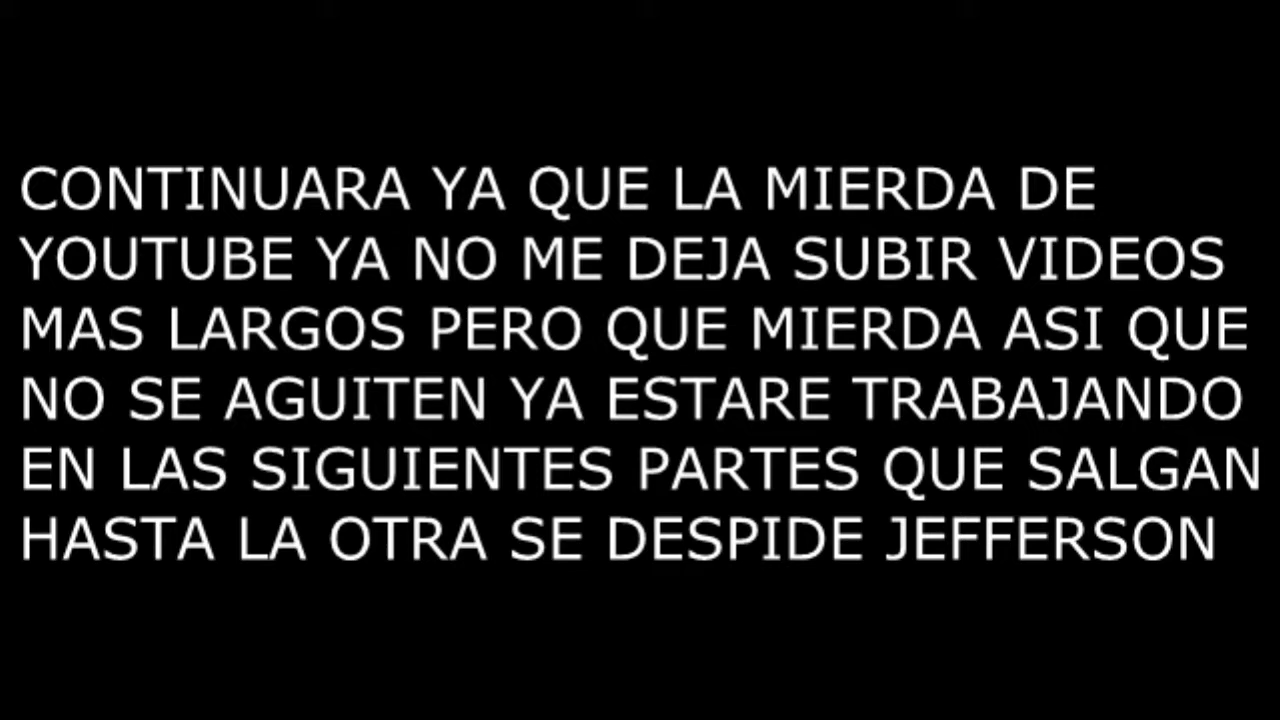 CONTINUARA YA QUE LA MIERDA DE
YOUTUBE YA NO ME DEJA SUBIR VIDEOS
MAS LARGOS PERO QUE MIERDA ASI QUE
NO SE AGUITEN YA ESTARE TRABAJANDO
EN LAS SIGUIENTES PARTES QUE SALGAN
HASTA LA OTRA SE DESPIDE JEFFERSON